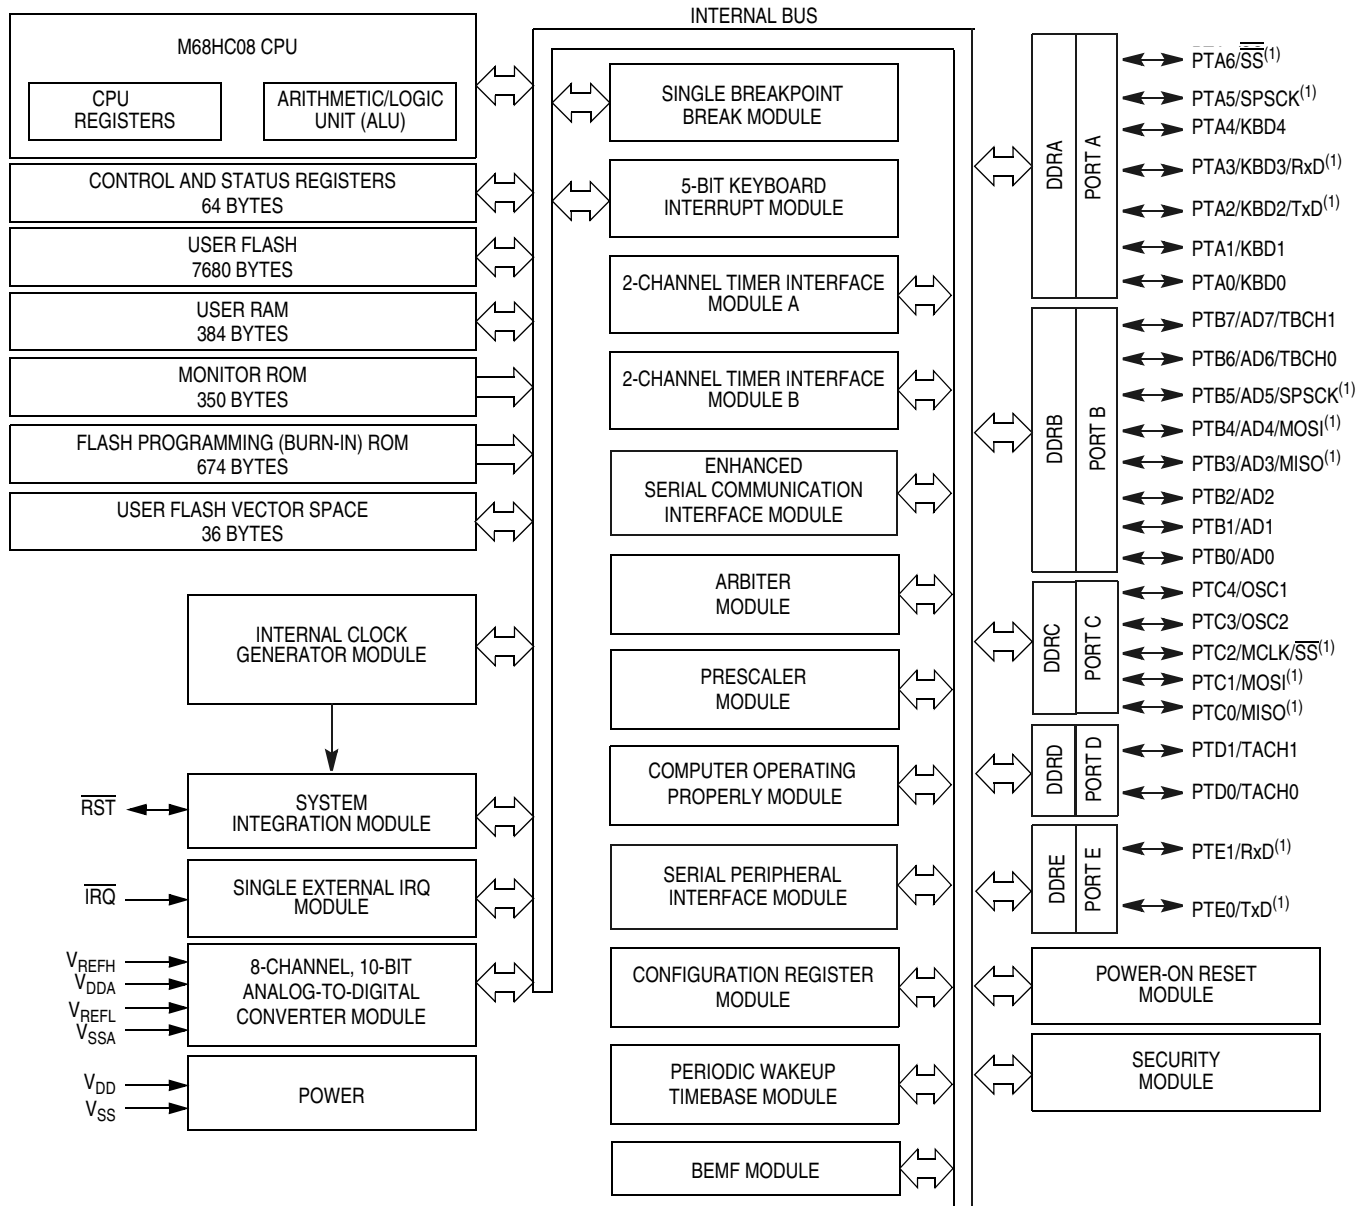 INTERNAL BUS
M68HC08 CPU
CPU
REGISTERS
ARITHMETIC/LOGIC
UNIT (ALU)
CONTROL AND STATUS REGISTERS
64 BYTES
USER FLASH
7680 BYTES
USER RAM
384 BYTES
MONITOR ROM
350 BYTES
FLASH PROGRAMMING (BURN-IN) ROM
674 BYTES
USER FLASH VECTOR SPACE
36 BYTES
INTERNAL CLOCK
GENERATOR MODULE
R̅S̅T̅
SYSTEM
INTEGRATION MODULE
I̅R̅Q̅
SINGLE EXTERNAL IRQ
MODULE
VREFH
VDDA
VREFL
VSSA
8-CHANNEL, 10-BIT
ANALOG-TO-DIGITAL
CONVERTER MODULE
VDD
VSS
POWER
SINGLE BREAKPOINT
BREAK MODULE
5-BIT KEYBOARD
INTERRUPT MODULE
2-CHANNEL TIMER INTERFACE
MODULE A
2-CHANNEL TIMER INTERFACE
MODULE B
ENHANCED
SERIAL COMMUNICATION
INTERFACE MODULE
ARBITER
MODULE
PRESCALER
MODULE
COMPUTER OPERATING
PROPERLY MODULE
SERIAL PERIPHERAL
INTERFACE MODULE
CONFIGURATION REGISTER
MODULE
PERIODIC WAKEUP
TIMEBASE MODULE
BEMF MODULE
DDRA
PORT A
PTA6/S̅S̅(1)
PTA5/SPSCK(1)
PTA4/KBD4
PTA3/KBD3/RxD(1)
PTA2/KBD2/TxD(1)
PTA1/KBD1
PTA0/KBD0
DDRB
PORT B
PTB7/AD7/TBCH1
PTB6/AD6/TBCH0
PTB5/AD5/SPSCK(1)
PTB4/AD4/MOSI(1)
PTB3/AD3/MISO(1)
PTB2/AD2
PTB1/AD1
PTB0/AD0
DDRC
PORT C
PTC4/OSC1
PTC3/OSC2
PTC2/MCLK/S̅S̅(1)
PTC1/MOSI(1)
PTC0/MISO(1)
DDRD
PORT D
PTD1/TACH1
PTD0/TACH0
DDRE
PORT E
PTE1/RxD(1)
PTE0/TxD(1)
POWER-ON RESET
MODULE
SECURITY
MODULE